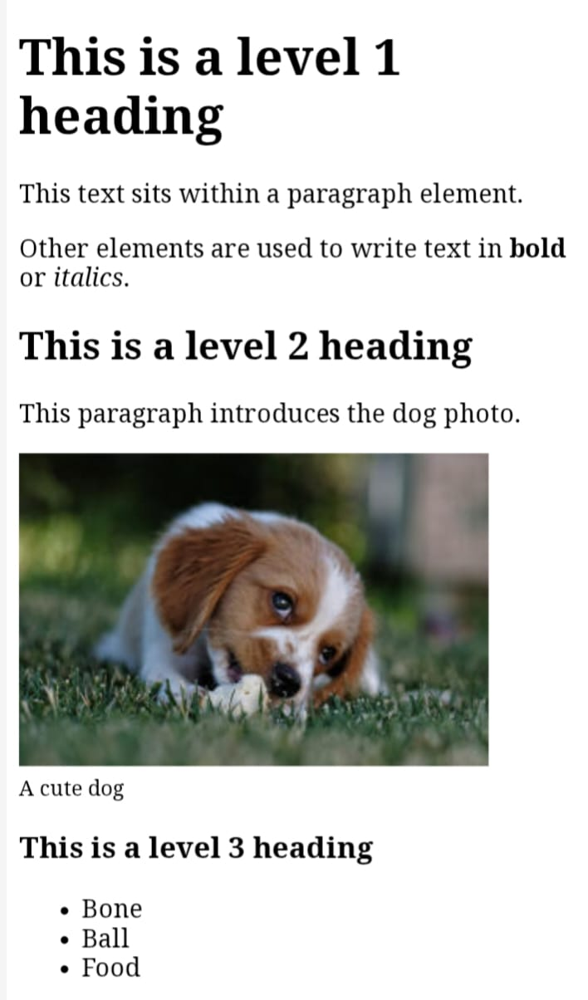 This is a level 1
heading
This text sits within a paragraph element.
Other elements are used to write text in bold
or italics.
This is a level 2 heading
This paragraph introduces the dog photo.
A cute dog
This is a level 3 heading
• Bone
• Ball
• Food